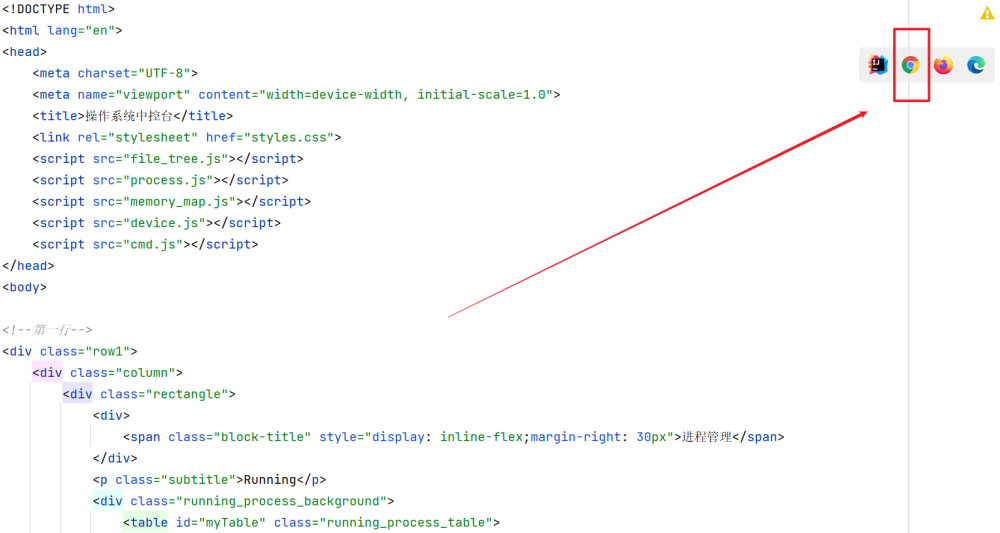 <!DOCTYPE html>
<html lang="en">
<head>
    <meta charset="UTF-8">
    <meta name="viewport" content="width=device-width, initial-scale=1.0">
    <title>操作系统中控台</title>
    <link rel="stylesheet" href="styles.css">
    <script src="file_tree.js"></script>
    <script src="process.js"></script>
    <script src="memory_map.js"></script>
    <script src="device.js"></script>
    <script src="cmd.js"></script>
</head>
<body>
<!--第一行-->
<div class="row1">
    <div class="column">
        <div class="rectangle">
            <div>
                <span class="block-title" style="display: inline-flex;margin-right: 30px">进程管理</span>
            </div>
            <p class="subtitle">Running</p>
            <div class="running_process_background">
                <table id="myTable" class="running_process_table">